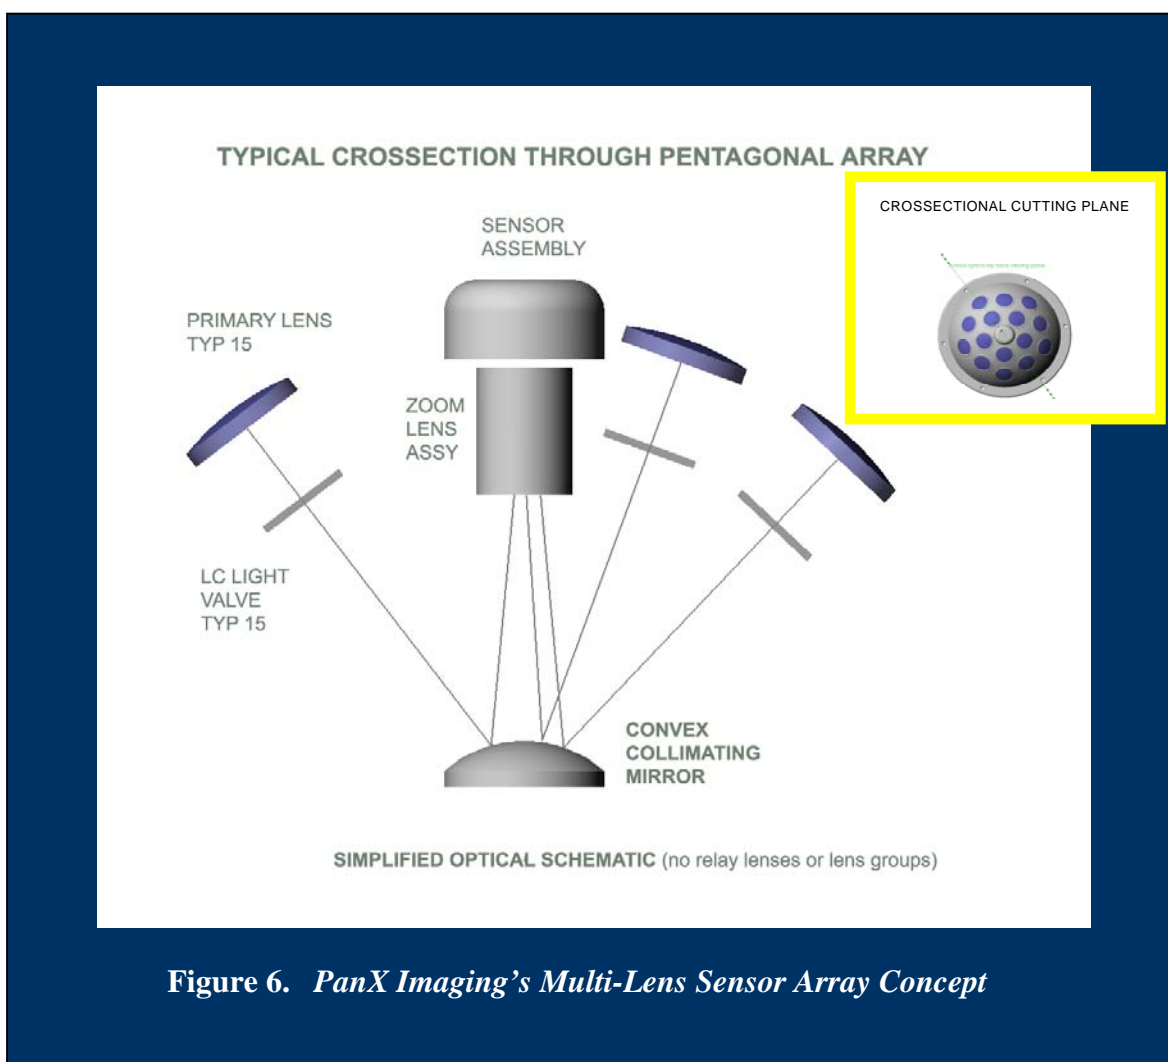 TYPICAL CROSSECTION THROUGH PENTAGONAL ARRAY
CROSSECTIONAL CUTTING PLANE
SENSOR
ASSEMBLY
PRIMARY LENS
TYP 15
ZOOM
LENS
ASSY
LC LIGHT
VALVE
TYP 15
CONVEX
COLLIMATING
MIRROR
SIMPLIFIED OPTICAL SCHEMATIC (no relay lenses or lens groups)
Figure 6. PanX Imaging's Multi-Lens Sensor Array Concept